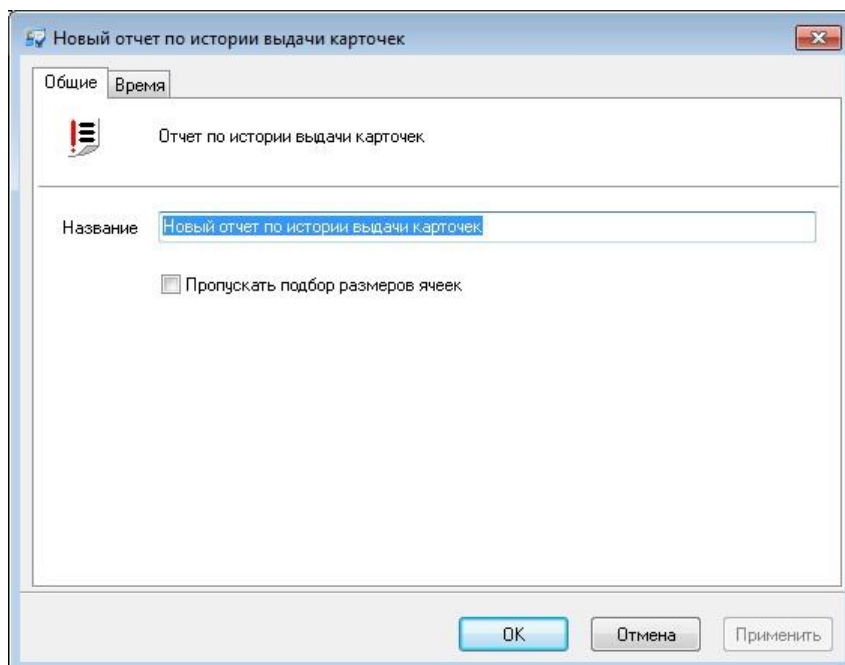 Новый отчет по истории выдачи карточек
Общие Время
Отчет по истории выдачи карточек
Название Новый отчет по истории выдачи карточек
Пропускать подбор размеров ячеек
OK Отмена Применить